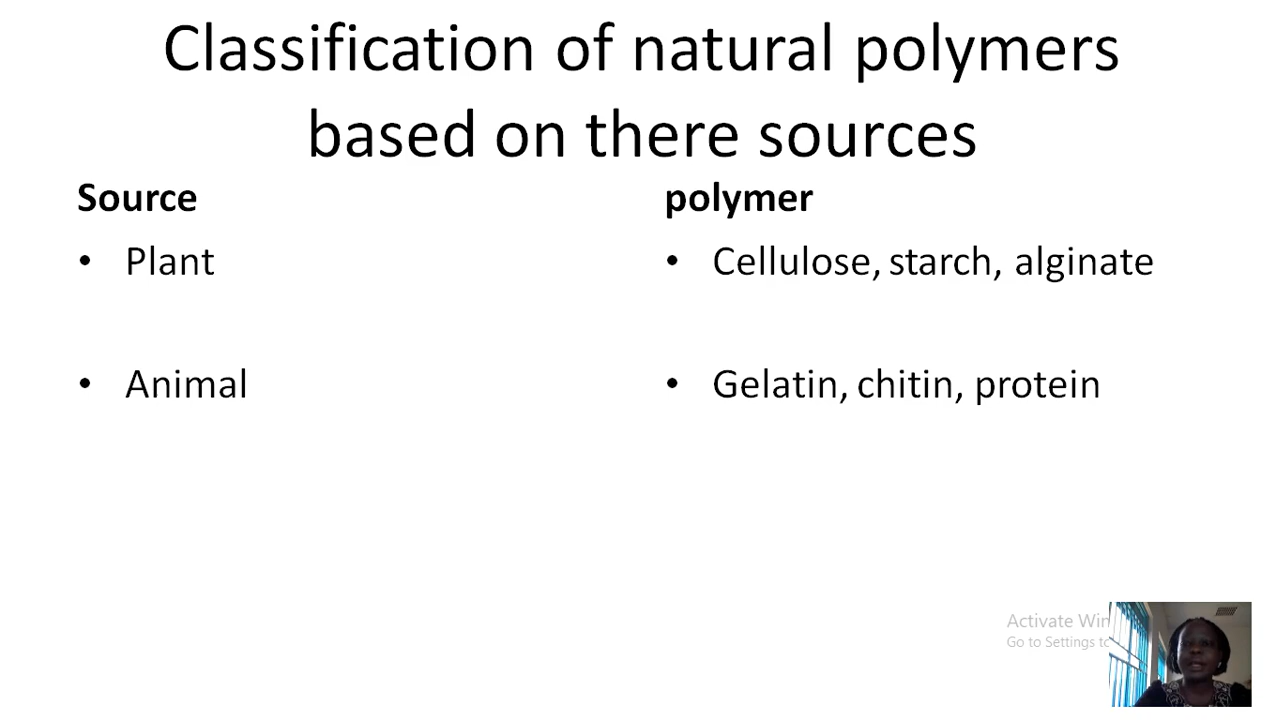 Classification of natural polymers
based on there sources
Source
polymer
• Plant
• Cellulose, starch, alginate
• Animal
• Gelatin, chitin, protein
Activate Win
Go to Settings to